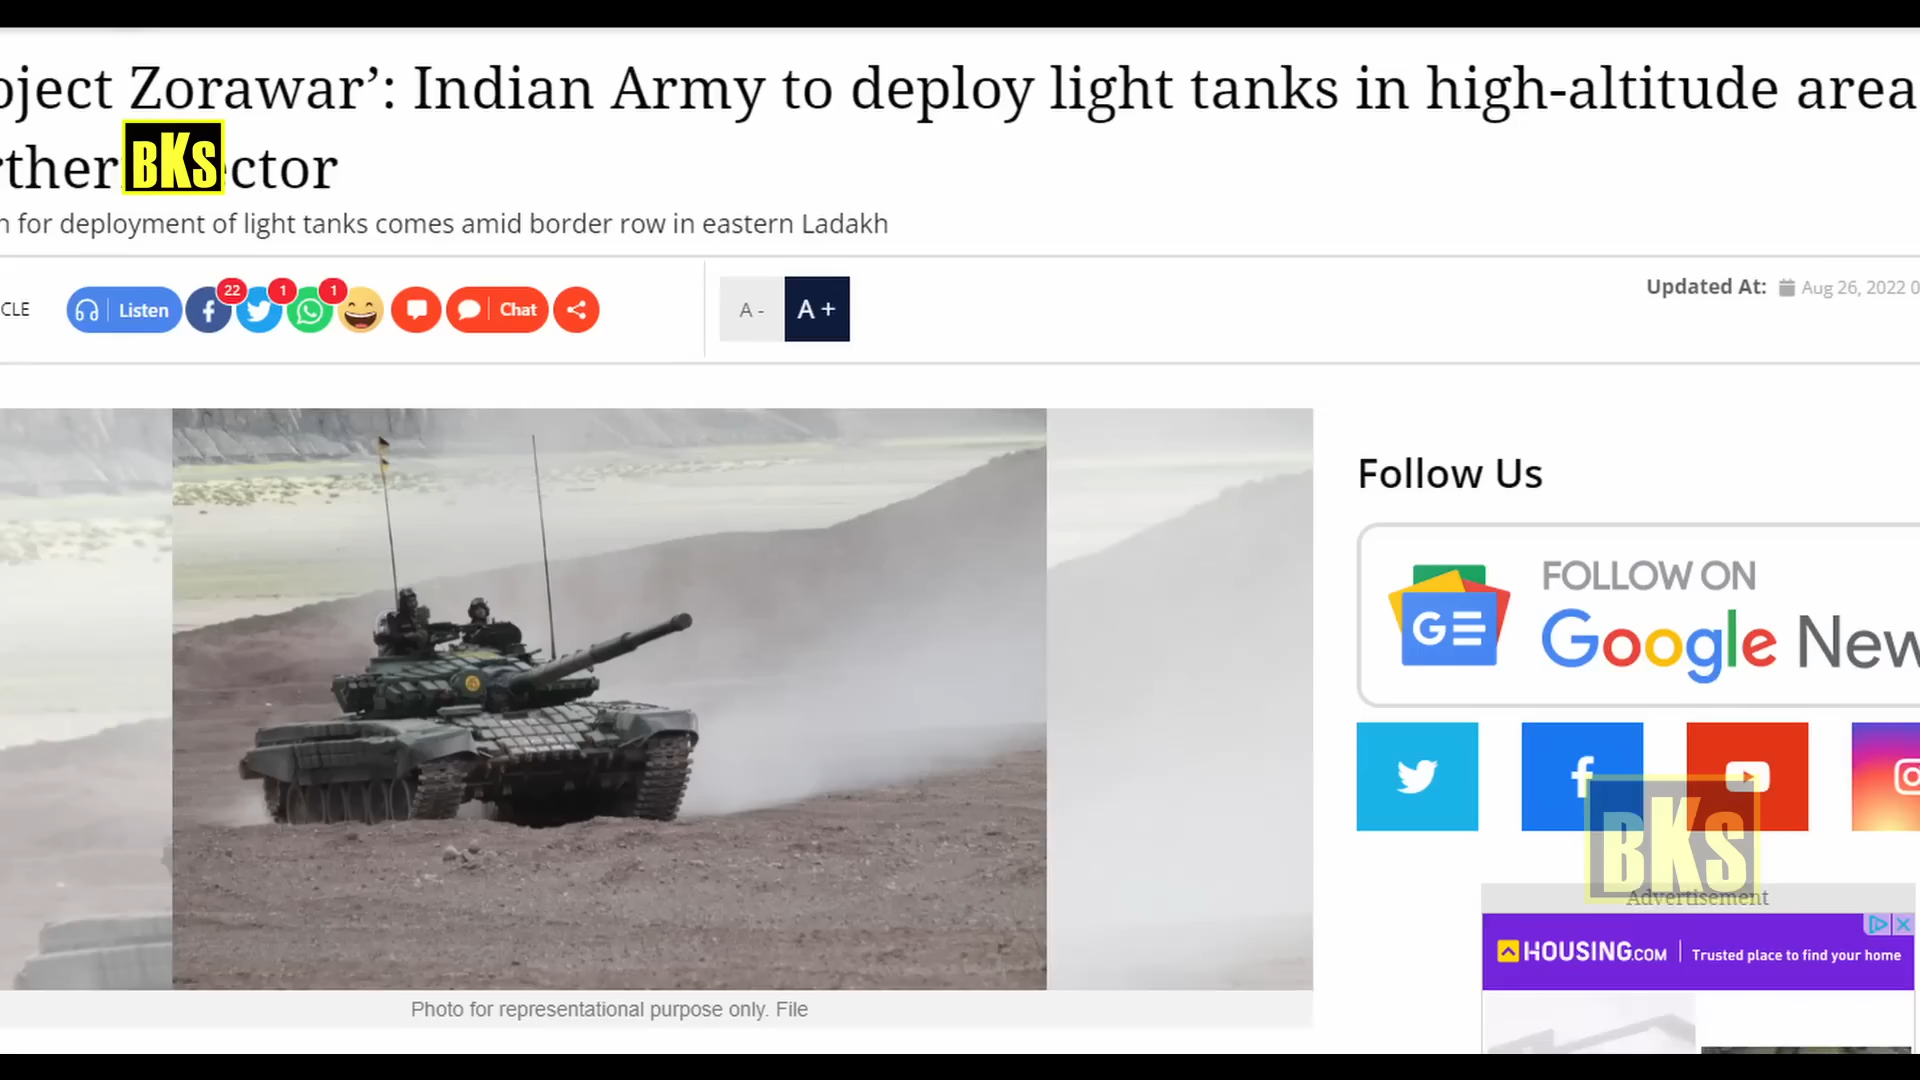 oject Zorawar’: Indian Army to deploy light tanks in high-altitude area
rther ctor
BKS
n for deployment of light tanks comes amid border row in eastern Ladakh
CLE
Listen
22
1
1
Chat
A -
A +
Updated At: Aug 26, 2022 0
Follow Us
GE
FOLLOW ON
Google New
BKS
Advertisement
HOUSING.COM
Trusted place to find your home
Photo for representational purpose only. File